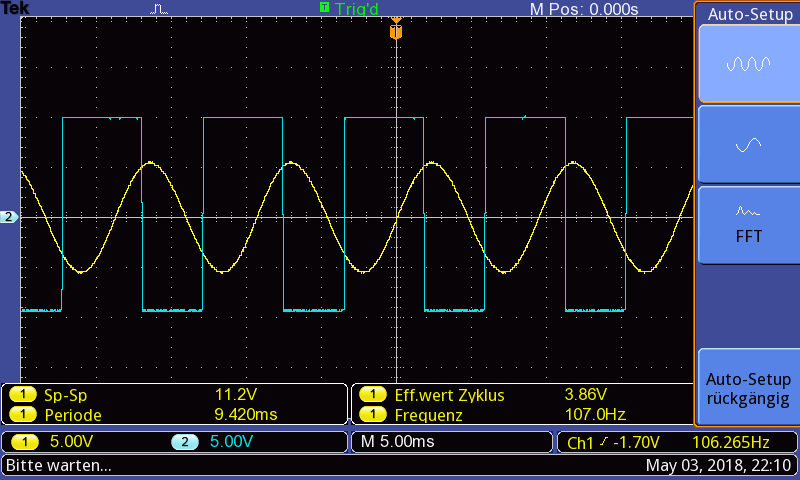 Tek T Trig'd M Pos: 0.000s
T
Auto-Setup
2
FFT
Auto-Setup
rückgängig
1 Sp-Sp 11.2V 1 Eff.wert Zyklus 3.86V
1 Periode 9.420ms 1 Frequenz 107.0Hz
1 5.00V 2 5.00V M 5.00ms Ch1 -1.70V 106.265Hz
Bitte warten... May 03, 2018, 22:10